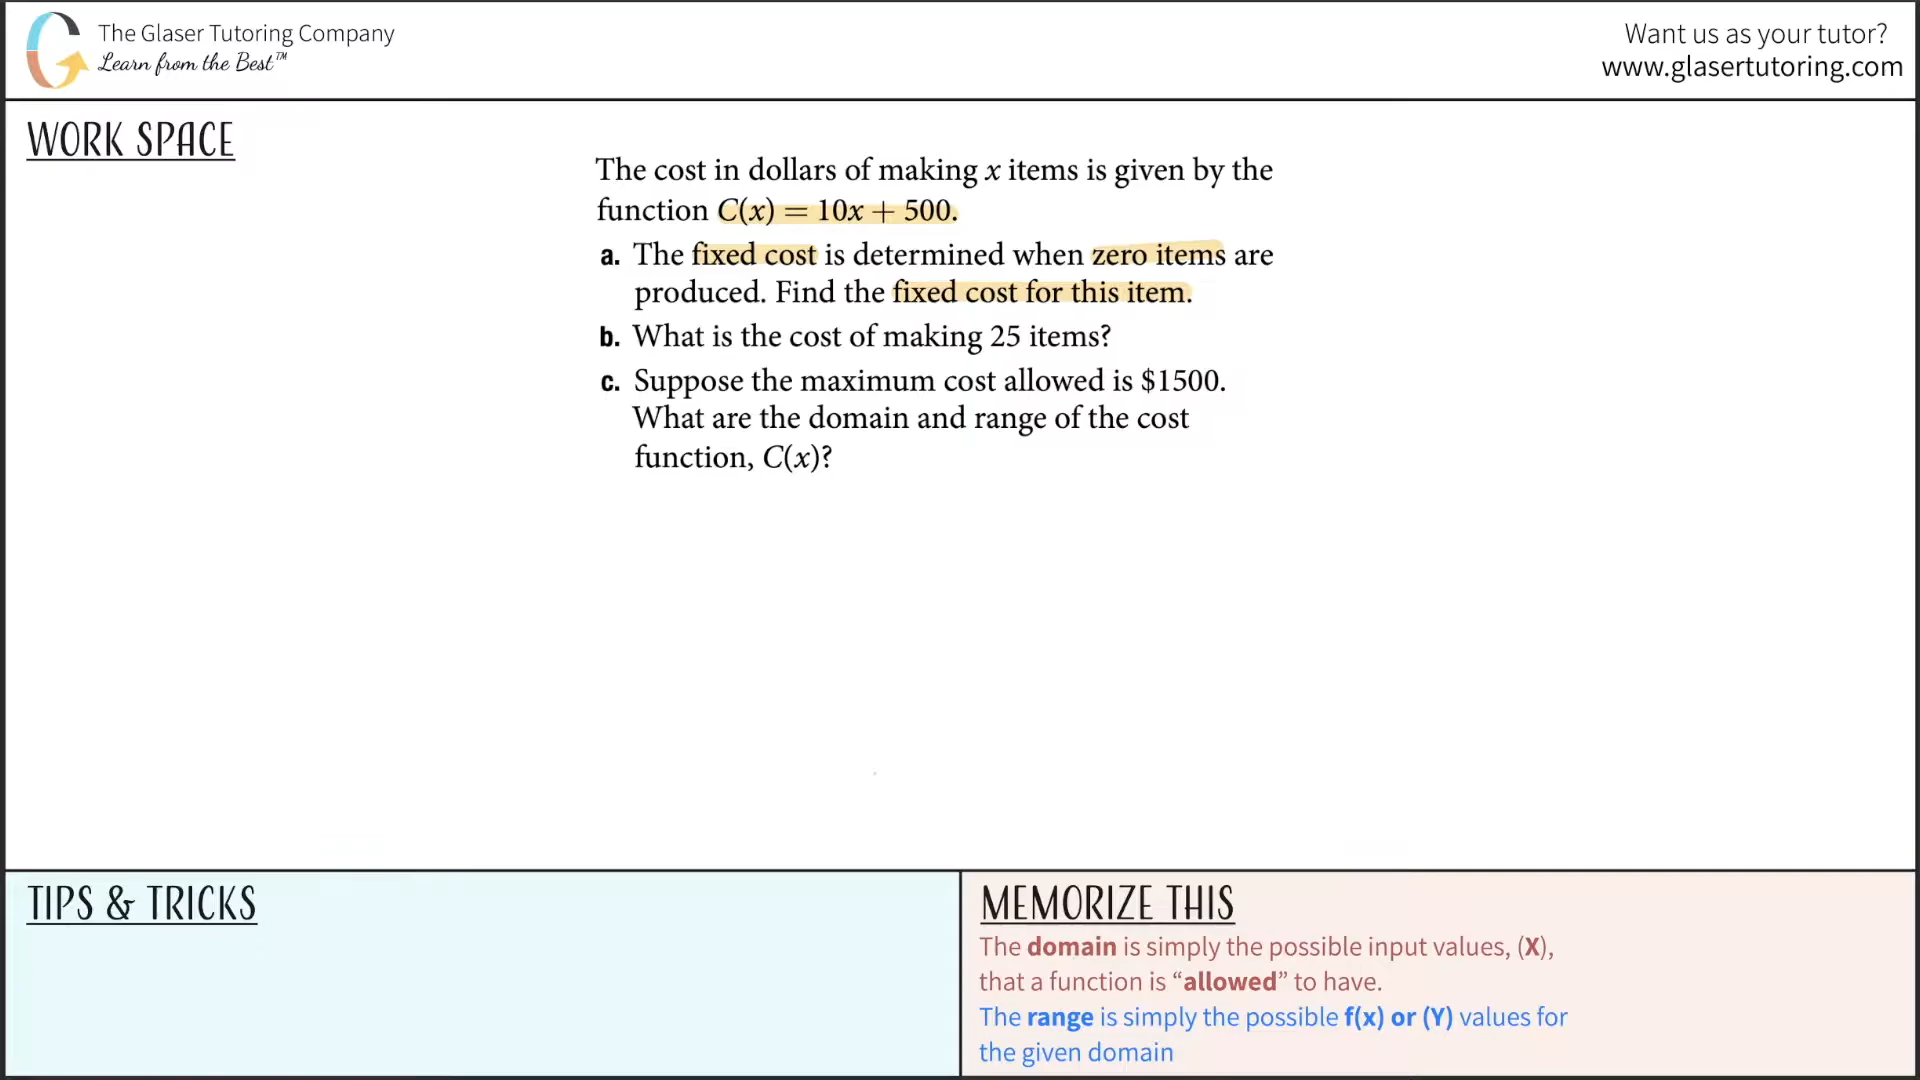 The Glaser Tutoring Company
Learn from the Best™
Want us as your tutor?
www.glasertutoring.com
WORK SPACE
The cost in dollars of making x items is given by the
function C(x) = 10x + 500.
a. The fixed cost is determined when zero items are
produced. Find the fixed cost for this item.
b. What is the cost of making 25 items?
c. Suppose the maximum cost allowed is $1500.
What are the domain and range of the cost
function, C(x)?
TIPS & TRICKS
MEMORIZE THIS
The domain is simply the possible input values, (X),
that a function is “allowed” to have.
The range is simply the possible f(x) or (Y) values for
the given domain